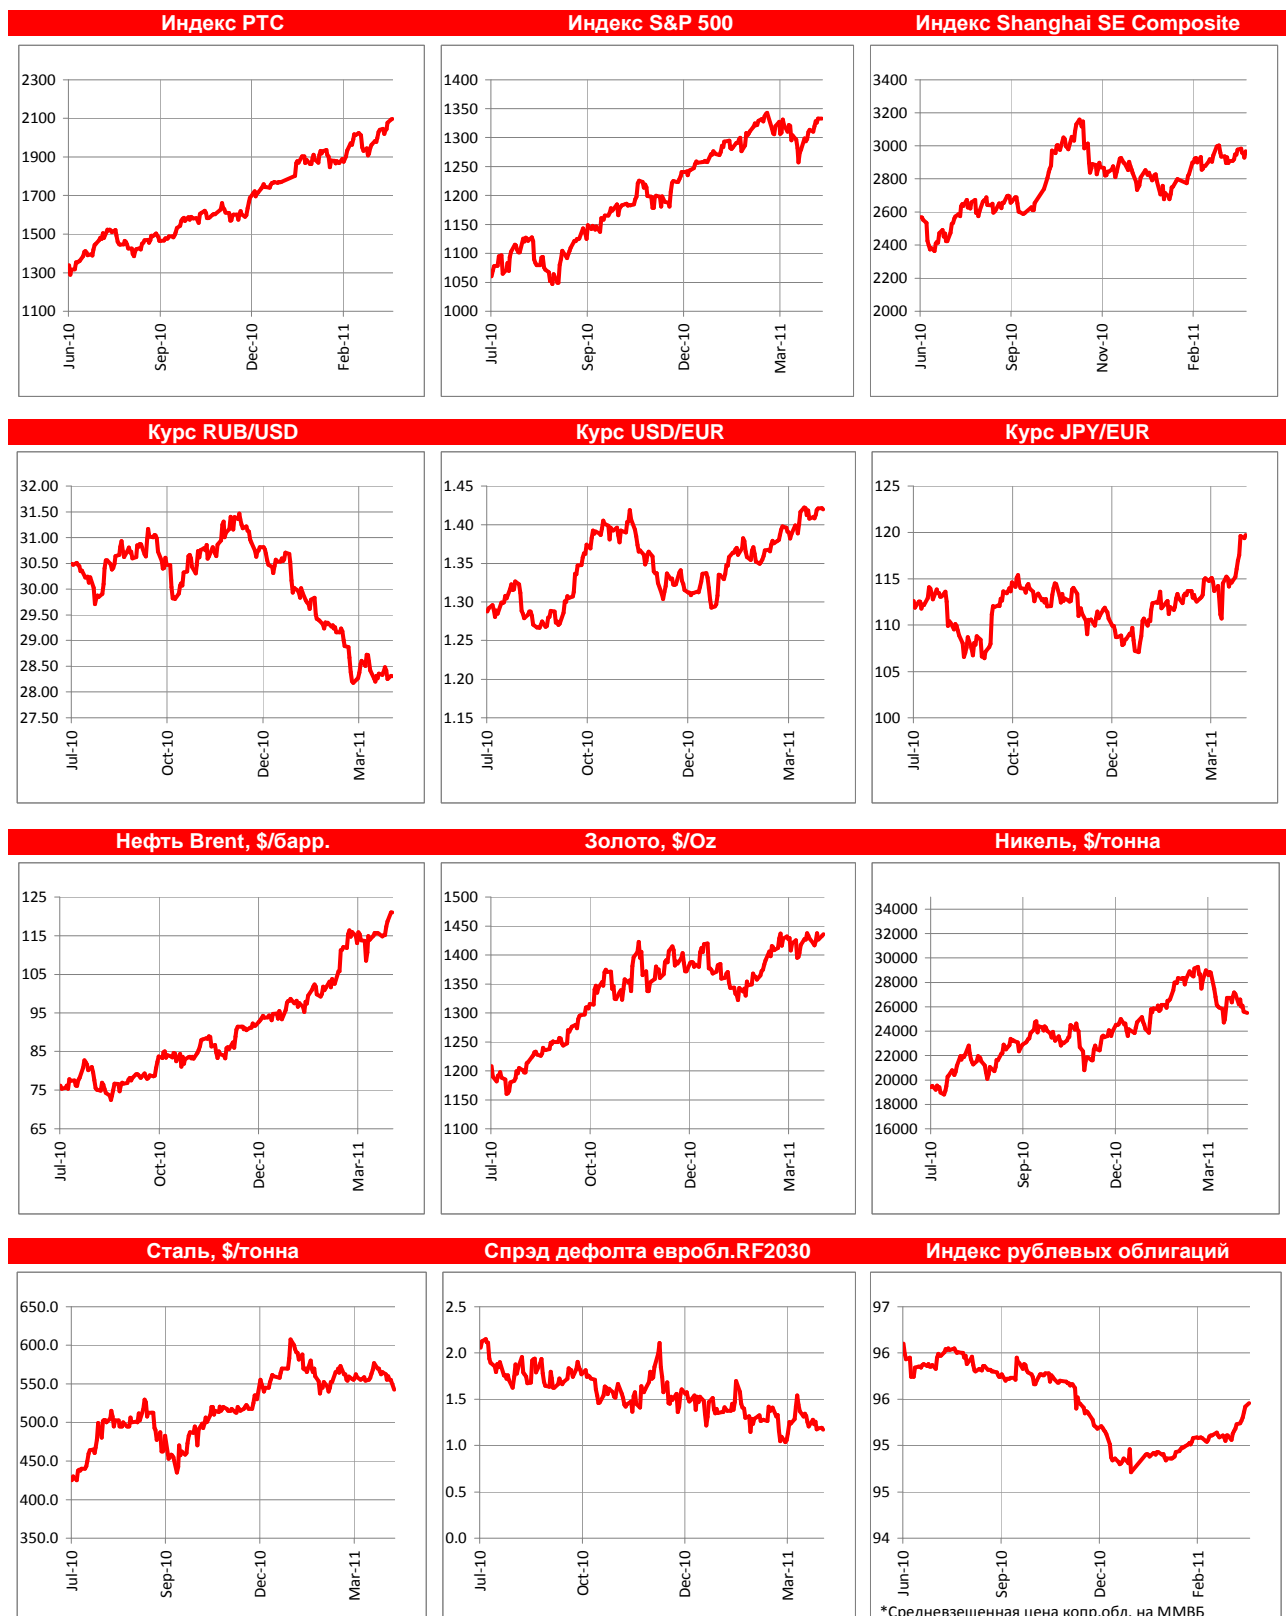 Индекс РТС
Индекс S&P 500
Индекс Shanghai SE Composite
2300
2100
1900
1700
1500
1300
1100
Jun-10
Sep-10
Dec-10
Feb-11
1400
1350
1300
1250
1200
1150
1100
1050
1000
Jul-10
Sep-10
Dec-10
Mar-11
3400
3200
3000
2800
2600
2400
2200
2000
Jun-10
Sep-10
Nov-10
Feb-11
Курс RUB/USD
Курс USD/EUR
Курс JPY/EUR
32.00
31.50
31.00
30.50
30.00
29.50
29.00
28.50
28.00
27.50
Jul-10
Oct-10
Dec-10
Mar-11
1.45
1.40
1.35
1.30
1.25
1.20
1.15
Jul-10
Oct-10
Dec-10
Mar-11
125
120
115
110
105
100
Jul-10
Oct-10
Dec-10
Mar-11
Нефть Brent, $/барр.
Золото, $/Oz
Никель, $/тонна
125
115
105
95
85
75
65
Jul-10
Oct-10
Dec-10
Mar-11
1500
1450
1400
1350
1300
1250
1200
1150
1100
Jul-10
Oct-10
Dec-10
Mar-11
34000
32000
30000
28000
26000
24000
22000
20000
18000
16000
Jul-10
Sep-10
Dec-10
Mar-11
Сталь, $/тонна
Спрэд дефолта евробл.RF2030
Индекс рублевых облигаций
650.0
600.0
550.0
500.0
450.0
400.0
350.0
Jul-10
Sep-10
Dec-10
Mar-11
2.5
2.0
1.5
1.0
0.5
0.0
Jul-10
Oct-10
Dec-10
Mar-11
97
96
96
95
95
94
Jun-10
Sep-10
Dec-10
Feb-11
*Средневзешенная цена копр.обл. на ММВБ